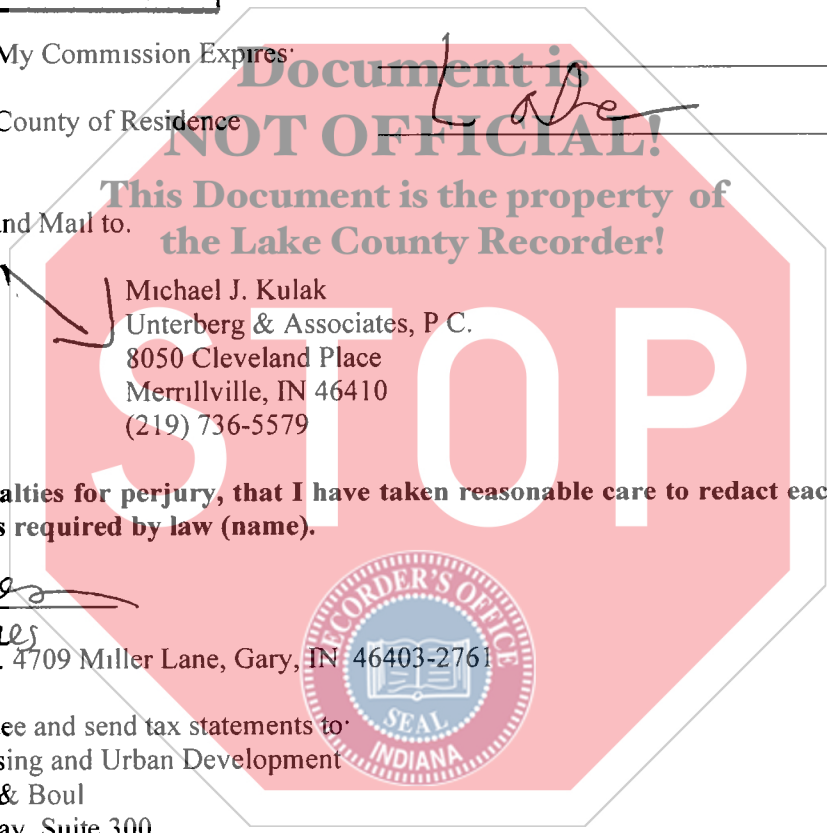 My Commission Expires:
Document is
County of Residence Lake
NOT OFFICIAL!
This Document is the property of
and Mail to.
the Lake County Recorder!
Michael J. Kulak
Unterberg & Associates, P C.
8050 Cleveland Place
Merrillville, IN 46410
(219) 736-5579
STOP
alties for perjury, that I have taken reasonable care to redact eac
s required by law (name).
4709 Miller Lane, Gary, IN 46403-2761
RECORDER'S OFFICE
SEAL
INDIANA
ee and send tax statements to
sing and Urban Development
& Boul
ay, Suite 300